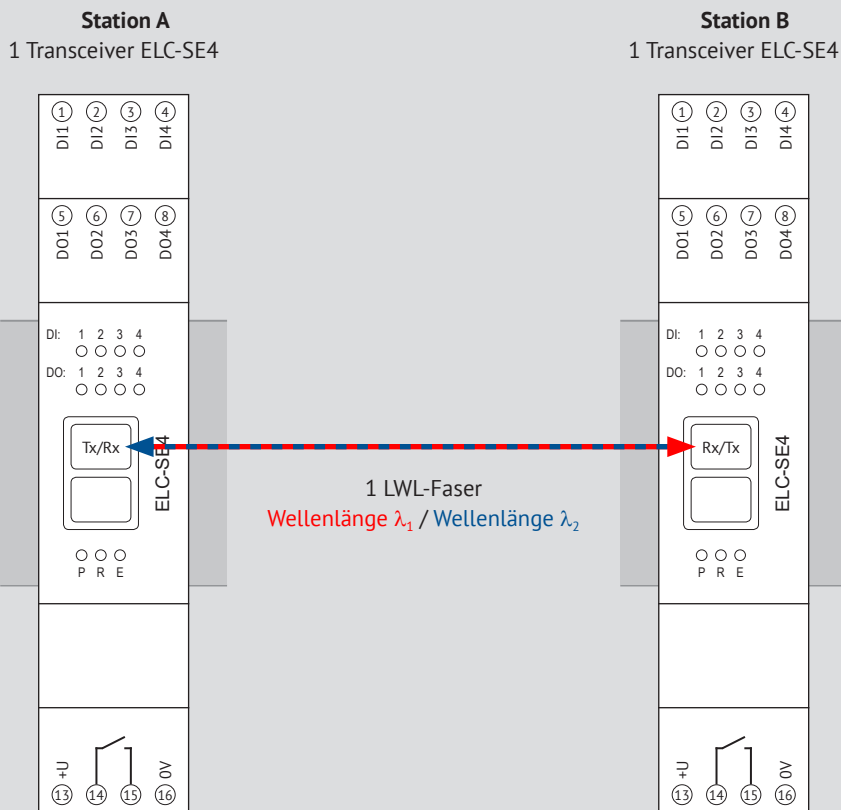 Station A
1 Transceiver ELC-SE4
1 2 3 4
DI1 DI2 DI3 DI4
5 6 7 8
DO1 DO2 DO3 DO4
DI: 1 2 3 4
DO: 1 2 3 4
Tx/Rx
ELC-SE4
P R E
+U 0V
13 14 15 16
1 LWL-Faser
Wellenlänge λ₁ / Wellenlänge λ₂
Station B
1 Transceiver ELC-SE4
1 2 3 4
DI1 DI2 DI3 DI4
5 6 7 8
DO1 DO2 DO3 DO4
DI: 1 2 3 4
DO: 1 2 3 4
Rx/Tx
ELC-SE4
P R E
+U 0V
13 14 15 16